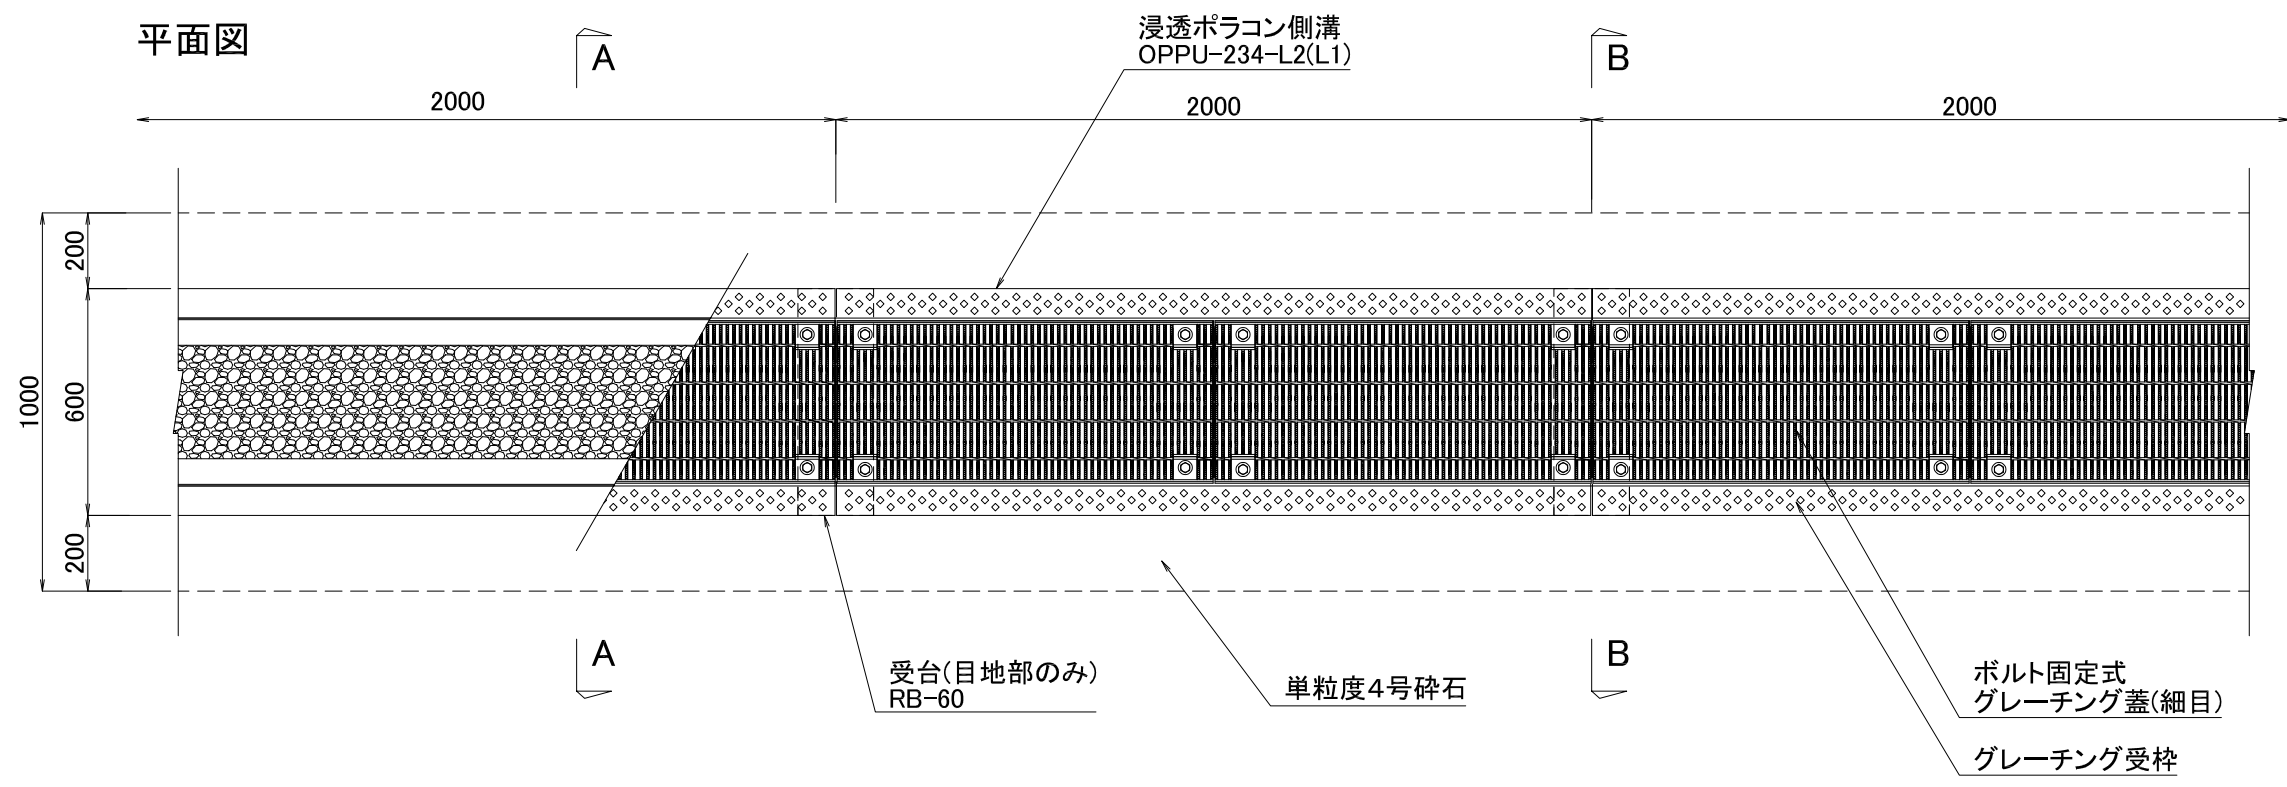 平面図
A
浸透ポラコン側溝
OPPU-234-L2(L1)
B
2000
2000
2000
200
600
200
1000
A
受台(目地部のみ)
RB-60
単粒度4号砕石
B
ボルト固定式
グレーチング蓋(細目)
グレーチング受枠